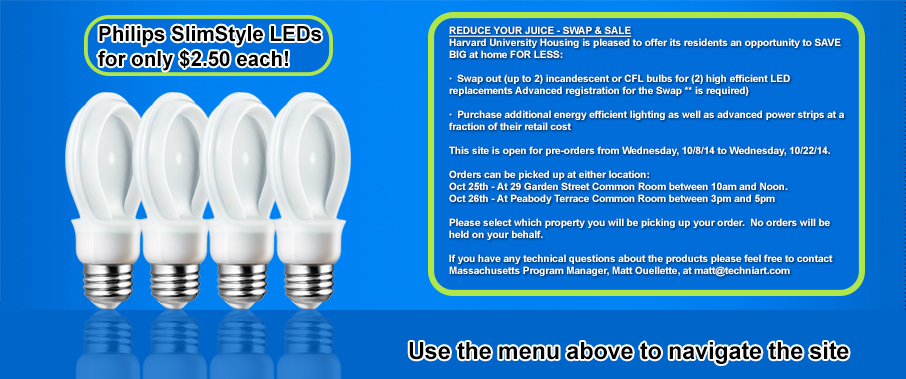 Philips SlimStyle LEDs
for only $2.50 each!
REDUCE YOUR JUICE - SWAP & SALE
Harvard University Housing is pleased to offer its residents an opportunity to SAVE
BIG at home FOR LESS:
· Swap out (up to 2) incandescent or CFL bulbs for (2) high efficient LED
replacements Advanced registration for the Swap ** is required)
· Purchase additional energy efficient lighting as well as advanced power strips at a
fraction of their retail cost
This site is open for pre-orders from Wednesday, 10/8/14 to Wednesday, 10/22/14.
Orders can be picked up at either location:
Oct 25th - At 29 Garden Street Common Room between 10am and Noon.
Oct 26th - At Peabody Terrace Common Room between 3pm and 5pm
Please select which property you will be picking up your order. No orders will be
held on your behalf.
If you have any technical questions about the products please feel free to contact
Massachusetts Program Manager, Matt Ouellette, at matt@techniart.com
Use the menu above to navigate the site